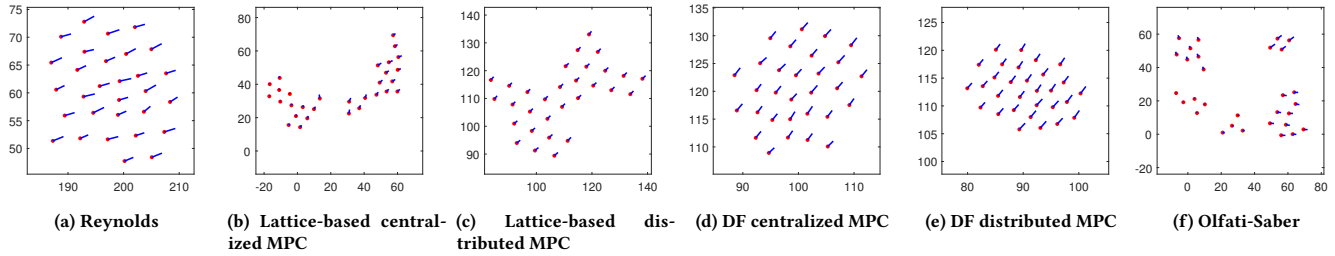 75
70
65
60
55
50
190 200 210
(a) Reynolds
100
80
60
40
20
0
-20 0 20 40 60
(b) Lattice-based central-
ized MPC
140
130
120
110
100
90
100 120 140
(c) Lattice-based dis-
tributed MPC
135
130
125
120
115
110
90 100 110
(d) DF centralized MPC
125
120
115
110
105
100
80 90 100
(e) DF distributed MPC
60
40
20
0
-20
0 20 40 60 80
(f) Olfati-Saber